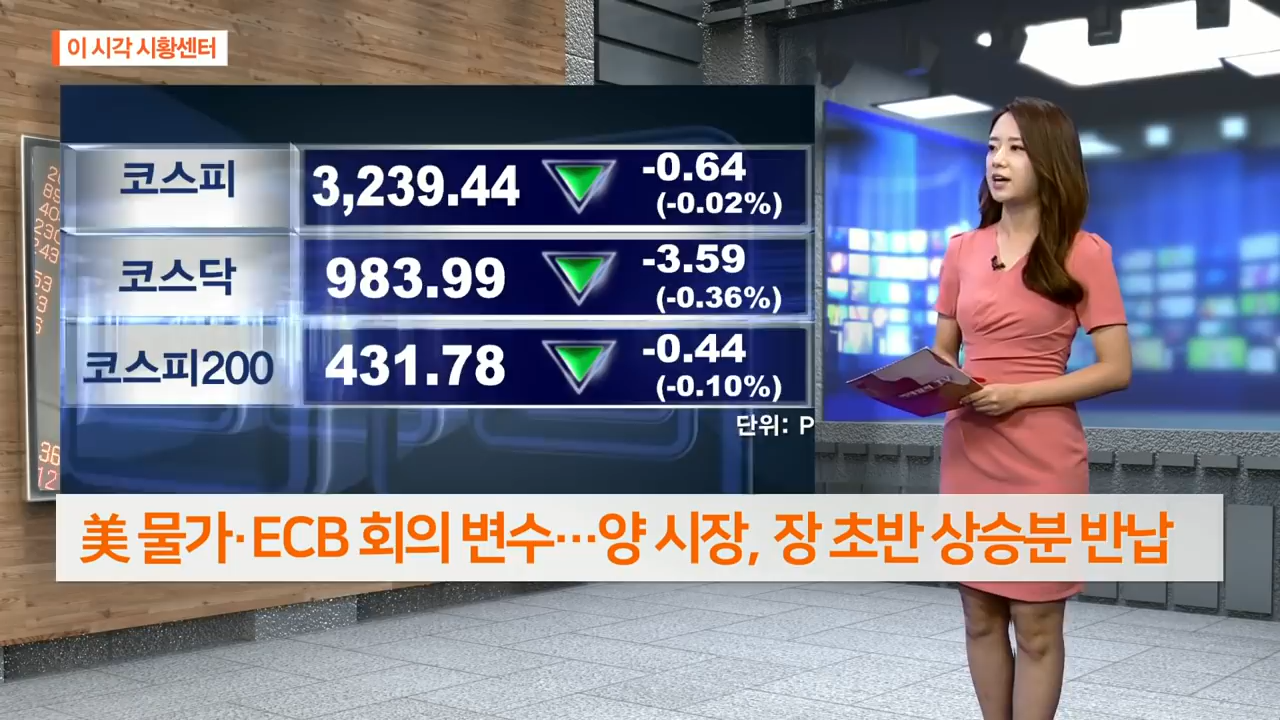 이 시각 시황센터
코스피 3,239.44 -0.64
(-0.02%)
코스닥 983.99 -3.59
(-0.36%)
코스피200 431.78 -0.44
(-0.10%)
단위: P
美 물가·ECB 회의 변수…양 시장, 장 초반 상승분 반납